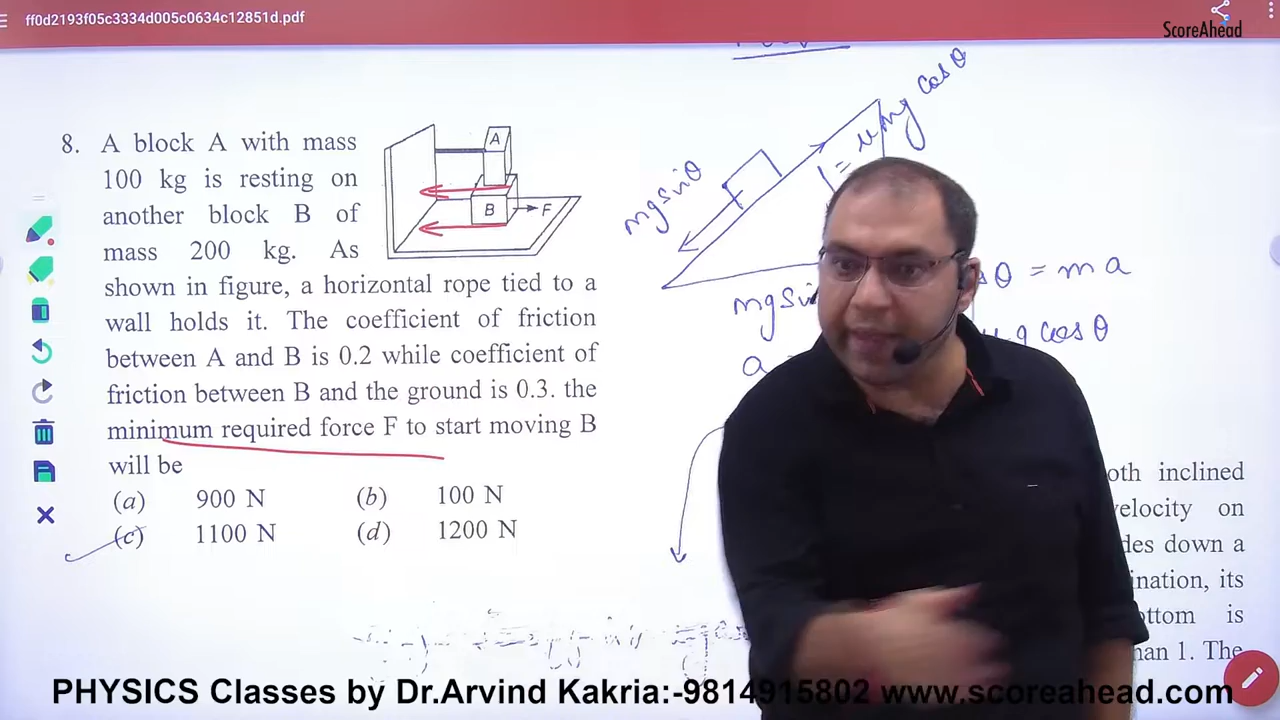 ff0d2193f05c3334d005c0634c12851d.pdf
ScoreAhead
8. A block A with mass
100 kg is resting on
another block B of
mass 200 kg. As
shown in figure, a horizontal rope tied to a
wall holds it. The coefficient of friction
between A and B is 0.2 while coefficient of
friction between B and the ground is 0.3. the
minimum required force F to start moving B
will be
(a) 900 N (b) 100 N
(c) 1100 N (d) 1200 N
A
B
F
mg sinθ
μ mg cosθ
mg sin
θ = ma
cosθ
a =
oth inclined
elocity on
des down a
ination, its
ottom is
han 1. The
PHYSICS Classes by Dr.Arvind Kakria:-9814915802 www.scoreahead.com